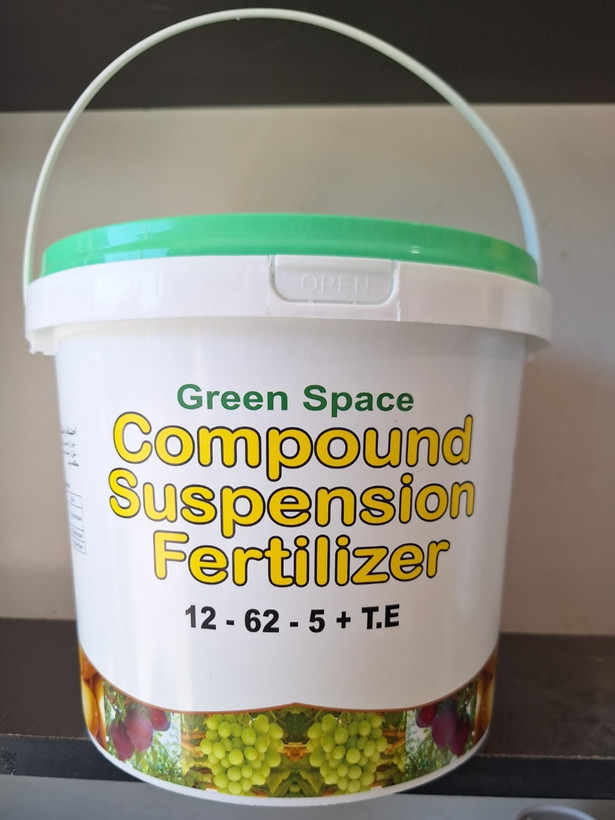 OPEN
Green Space
Compound
Suspension
Fertilizer
12 - 62 - 5 + T.E